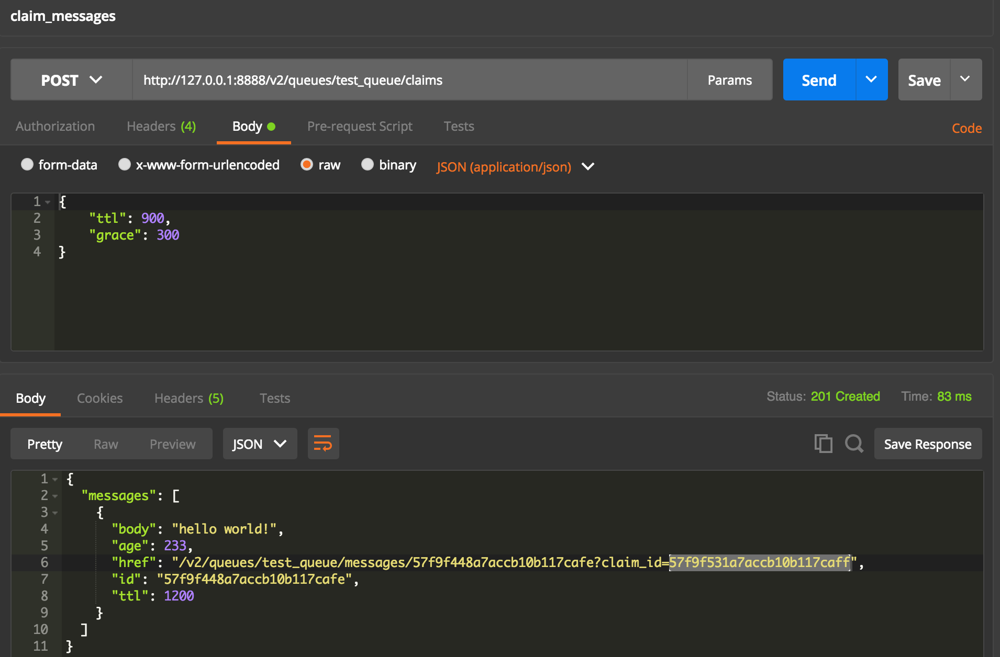 claim_messages
POST http://127.0.0.1:8888/v2/queues/test_queue/claims Params Send Save
Authorization Headers (4) Body Pre-request Script Tests Code
form-data x-www-form-urlencoded raw binary JSON (application/json)
1 {
2 "ttl": 900,
3 "grace": 300
4 }
Body Cookies Headers (5) Tests Status: 201 Created Time: 83 ms
Pretty Raw Preview JSON Save Response
1 {
2 "messages": [
3 {
4 "body": "hello world!",
5 "age": 233,
6 "href": "/v2/queues/test_queue/messages/57f9f448a7accb10b117cafe?claim_id=57f9f531a7accb10b117caff",
7 "id": "57f9f448a7accb10b117cafe",
8 "ttl": 1200
9 }
10 ]
11 }